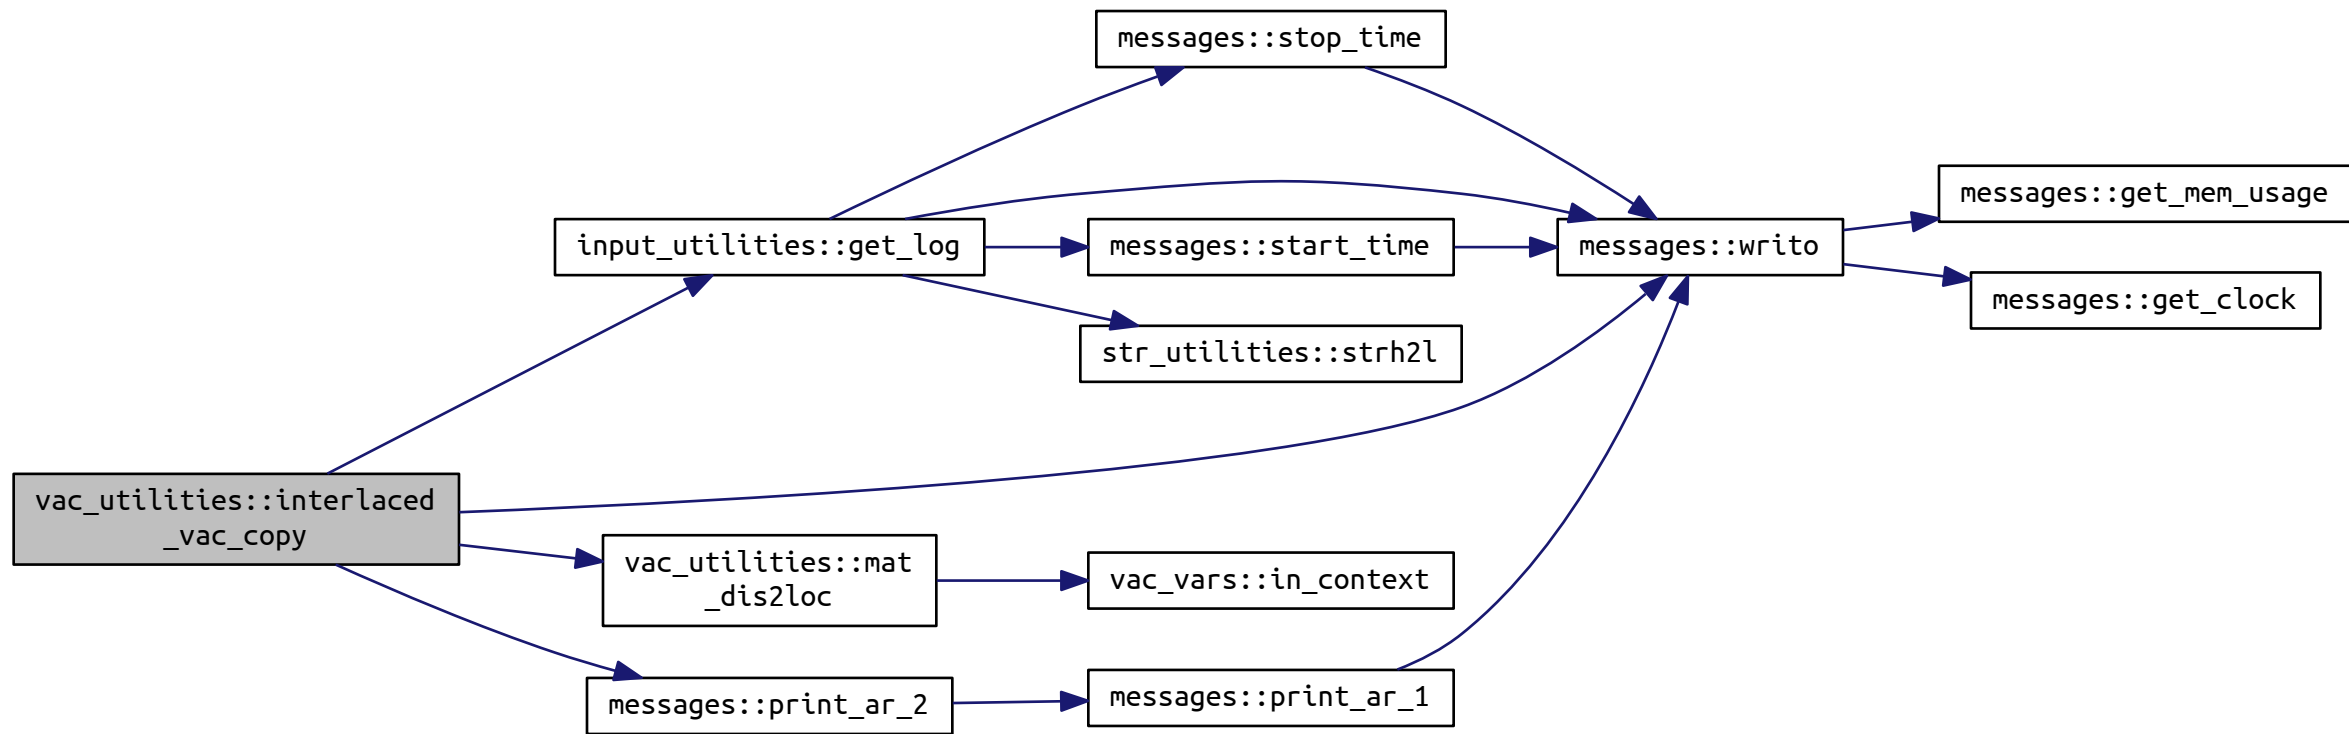 messages::stop_time
messages::get_mem_usage
input_utilities::get_log
messages::start_time
messages::writo
messages::get_clock
str_utilities::strh2l
vac_utilities::interlaced
_vac_copy
vac_utilities::mat
_dis2loc
vac_vars::in_context
messages::print_ar_2
messages::print_ar_1